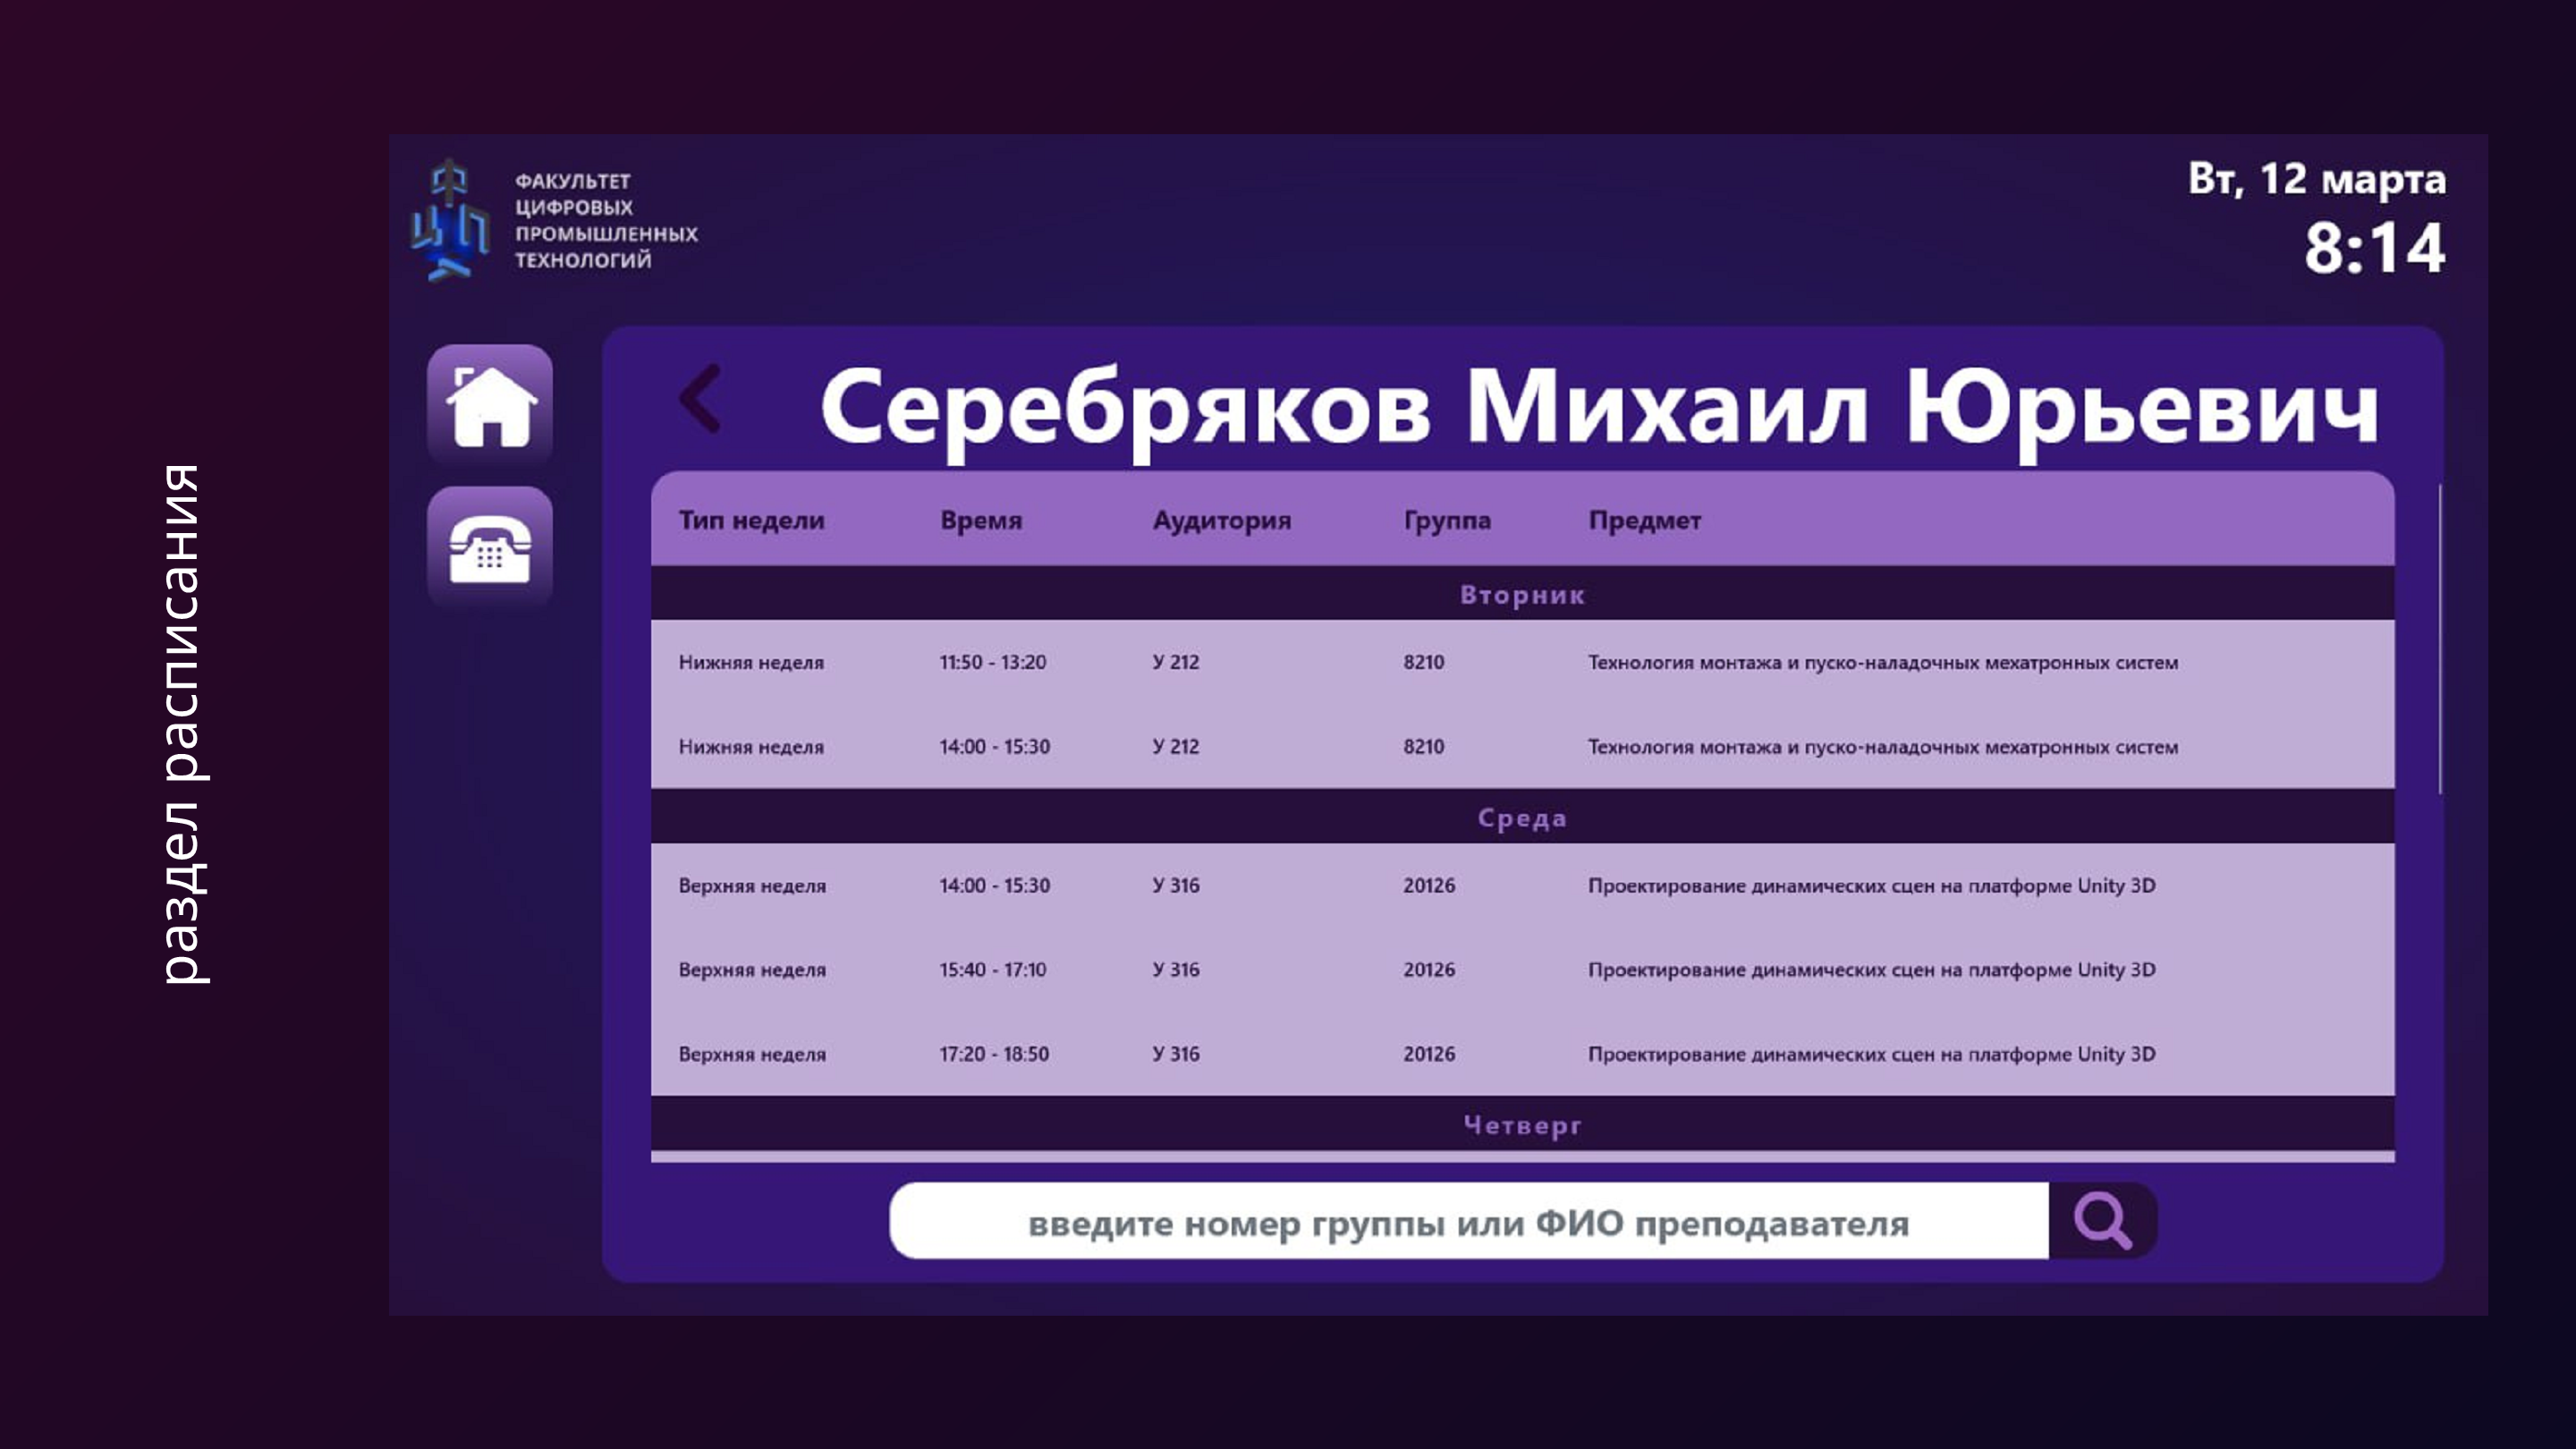 раздел расписания
ФАКУЛЬТЕТ
ЦИФРОВЫХ
ПРОМЫШЛЕННЫХ
ТЕХНОЛОГИЙ
Вт, 12 марта
8:14
Серебряков Михаил Юрьевич
Тип недели Время Аудитория Группа Предмет
Вторник
Нижняя неделя 11:50 - 13:20 У 212 8210 Технология монтажа и пуско-наладочных мехатронных систем
Нижняя неделя 14:00 - 15:30 У 212 8210 Технология монтажа и пуско-наладочных мехатронных систем
Среда
Верхняя неделя 14:00 - 15:30 У 316 20126 Проектирование динамических сцен на платформе Unity 3D
Верхняя неделя 15:40 - 17:10 У 316 20126 Проектирование динамических сцен на платформе Unity 3D
Верхняя неделя 17:20 - 18:50 У 316 20126 Проектирование динамических сцен на платформе Unity 3D
Четверг
введите номер группы или ФИО преподавателя